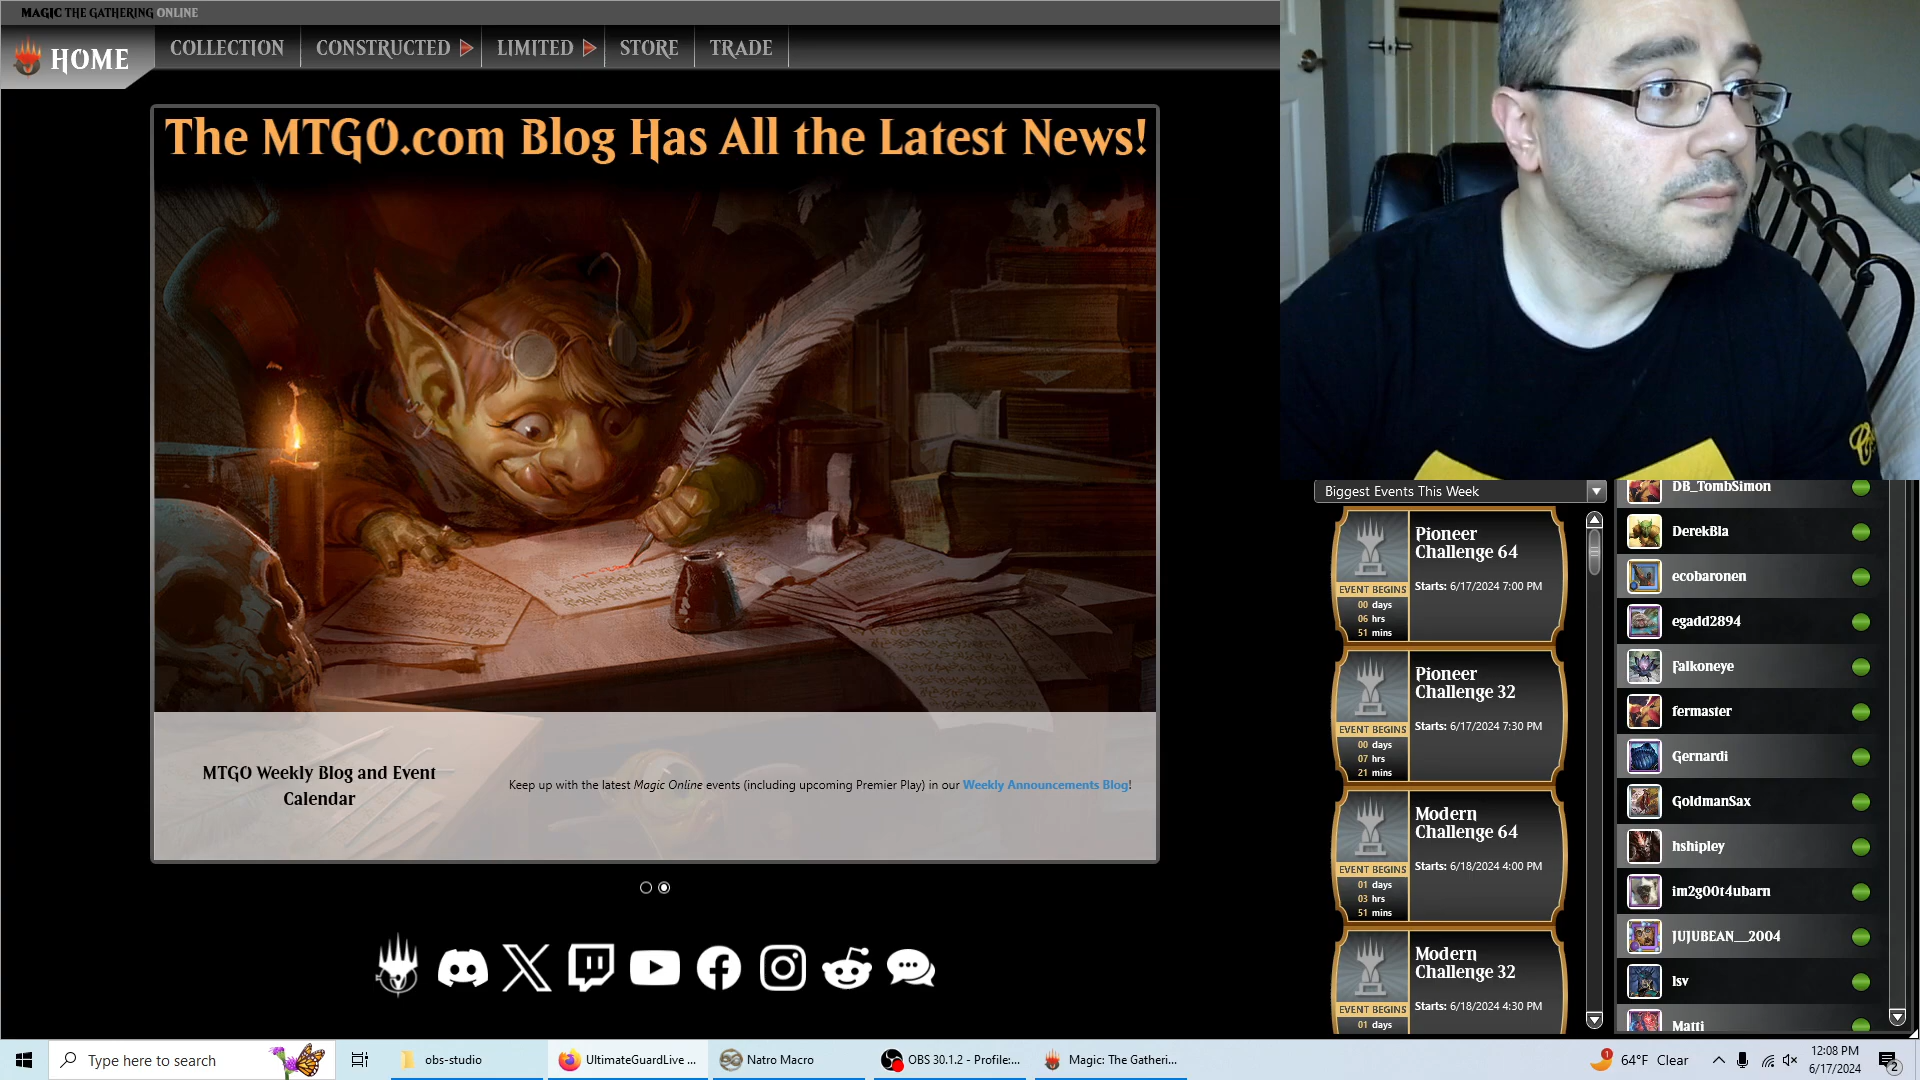 MAGIC THE GATHERING ONLINE
HOME
COLLECTION
CONSTRUCTED
LIMITED
STORE
TRADE
The MTGO.com Blog Has All the Latest News!
MTGO Weekly Blog and Event
Calendar
Keep up with the latest Magic Online events (including upcoming Premier Play) in our Weekly Announcements Blog!
Biggest Events This Week
Pioneer
Challenge 64
Starts: 6/17/2024 7:00 PM
EVENT BEGINS
00 days
06 hrs
51 mins
Pioneer
Challenge 32
Starts: 6/17/2024 7:30 PM
EVENT BEGINS
00 days
07 hrs
21 mins
Modern
Challenge 64
Starts: 6/18/2024 4:00 PM
EVENT BEGINS
01 days
03 hrs
51 mins
Modern
Challenge 32
Starts: 6/18/2024 4:30 PM
EVENT BEGINS
01 days
DB_TombSimon
DerekBla
ecobaronen
egadd2894
Falkoneye
fermaster
Gernardi
GoldmanSax
hshipley
im2g00t4ubarn
JUJUBEAN__2004
lsv
Matti
Type here to search
obs-studio
UltimateGuardLive ...
Natro Macro
OBS 30.1.2 - Profile:...
Magic: The Gatheri...
1
64°F Clear
12:08 PM
6/17/2024
2